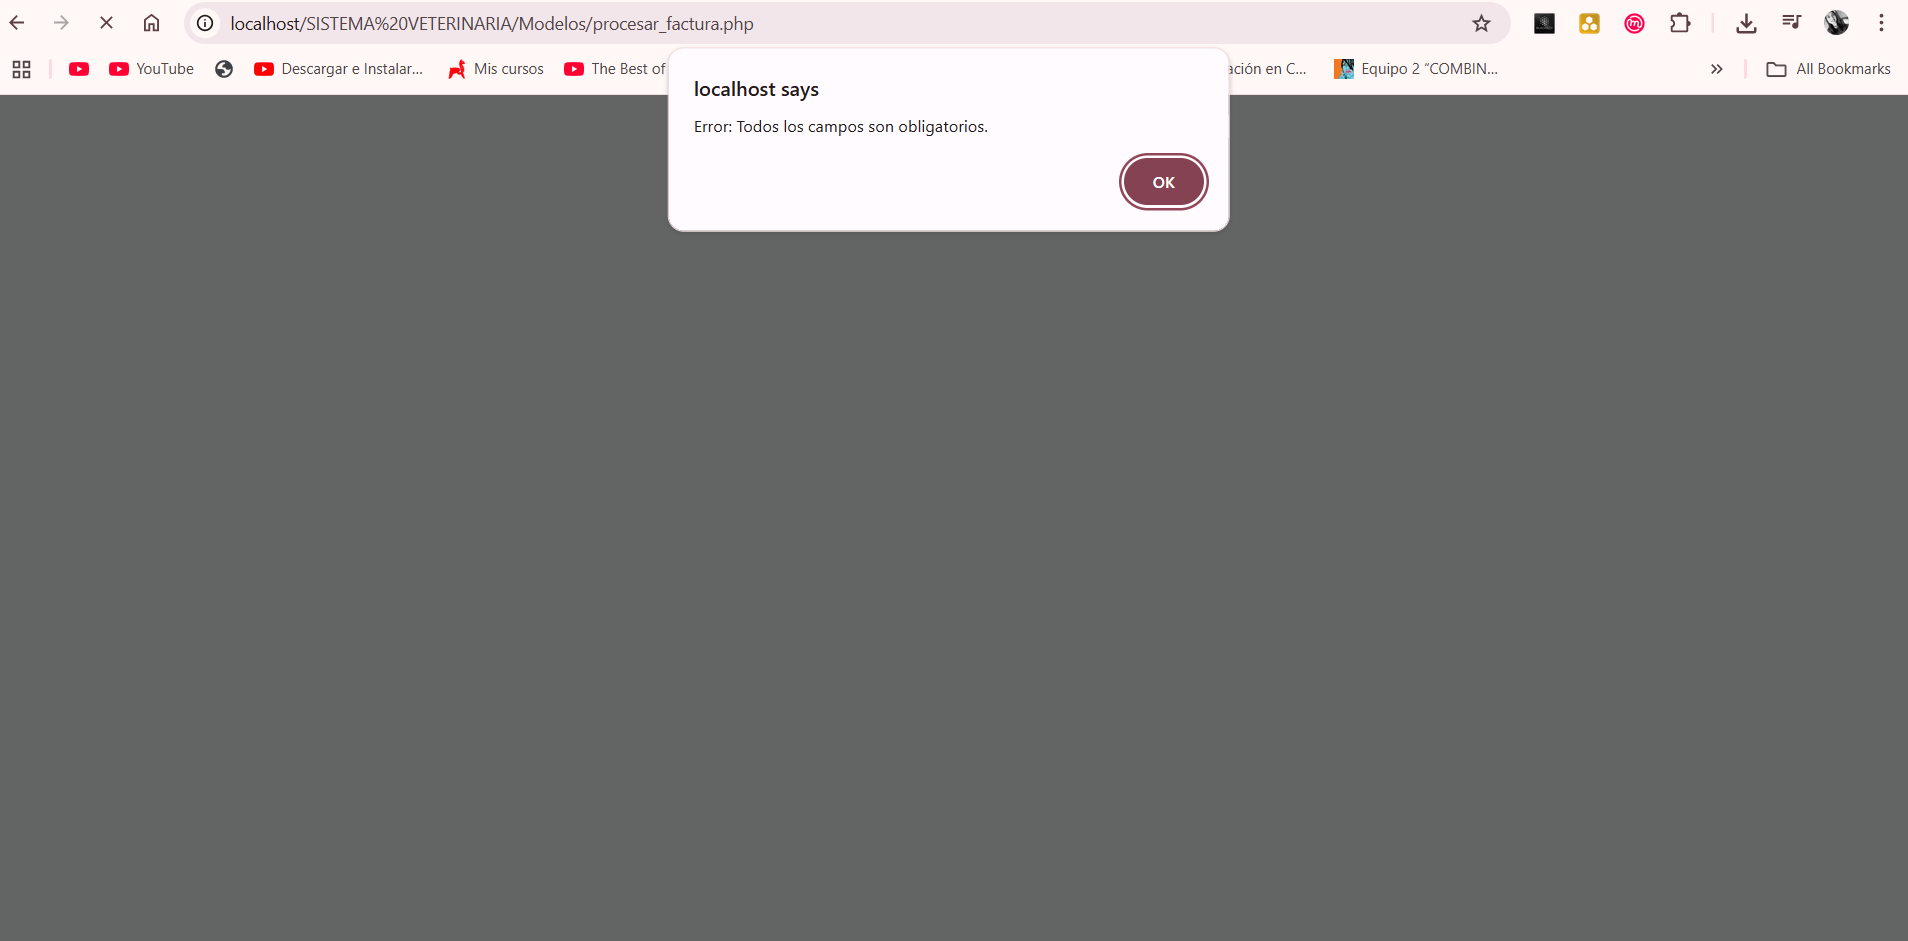 localhost/SISTEMA%20VETERINARIA/Modelos/procesar_factura.php
YouTube
Descargar e Instalar...
Mis cursos
The Best of
ación en C...
Equipo 2 “COMBIN...
All Bookmarks
localhost says
Error: Todos los campos son obligatorios.
OK